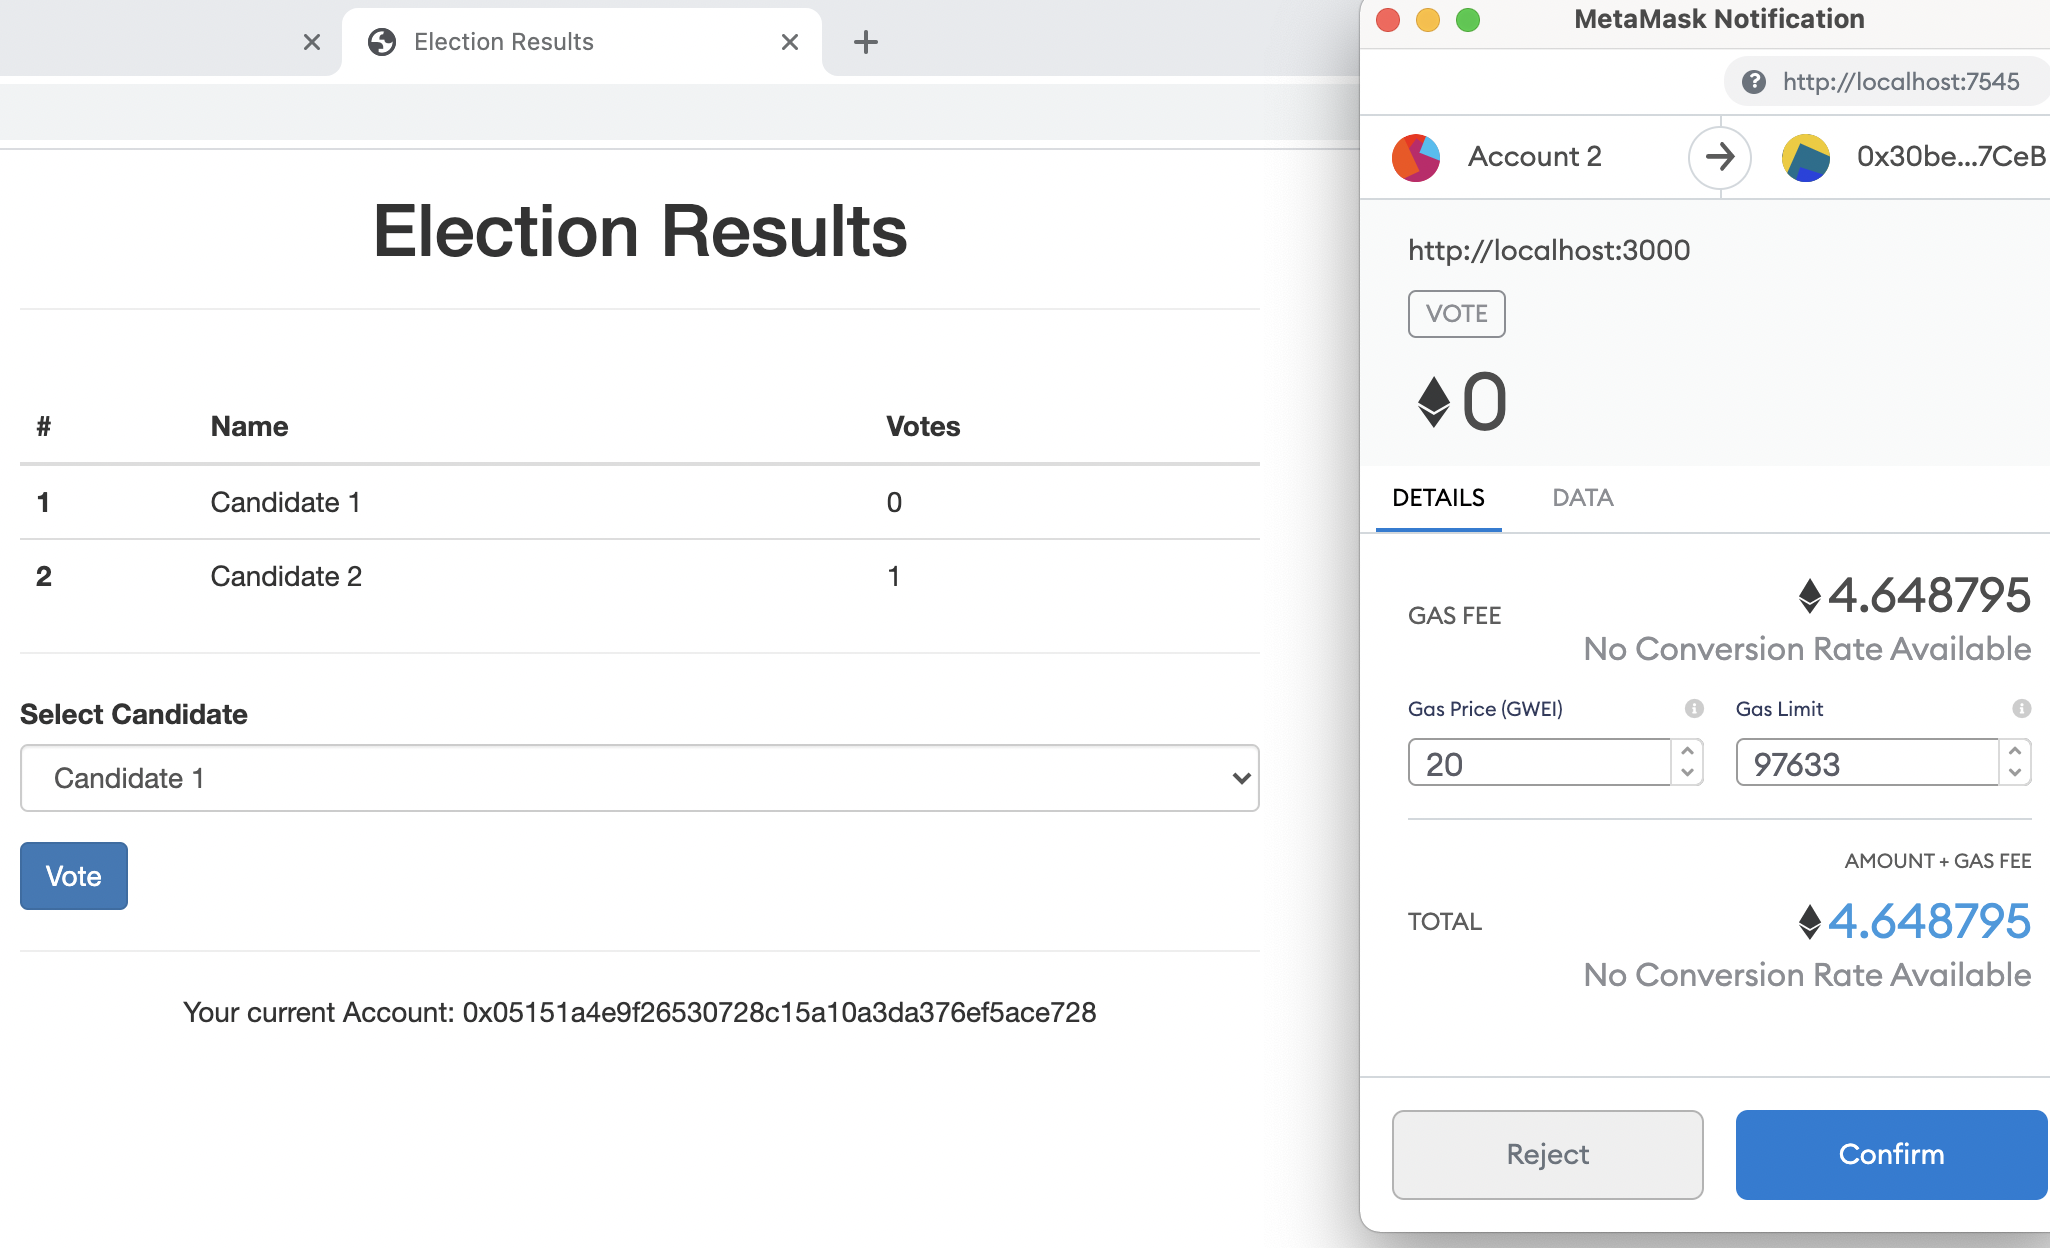 Election Results
Election Results
# Name Votes
1 Candidate 1 0
2 Candidate 2 1
Select Candidate
Candidate 1
Vote
Your current Account: 0x05151a4e9f26530728c15a10a3da376ef5ace728
MetaMask Notification
http://localhost:7545
Account 2 0x30be...7CeB
http://localhost:3000
VOTE
0
DETAILS DATA
GAS FEE 4.648795
No Conversion Rate Available
Gas Price (GWEI) Gas Limit
20 97633
AMOUNT + GAS FEE
TOTAL 4.648795
No Conversion Rate Available
Reject Confirm